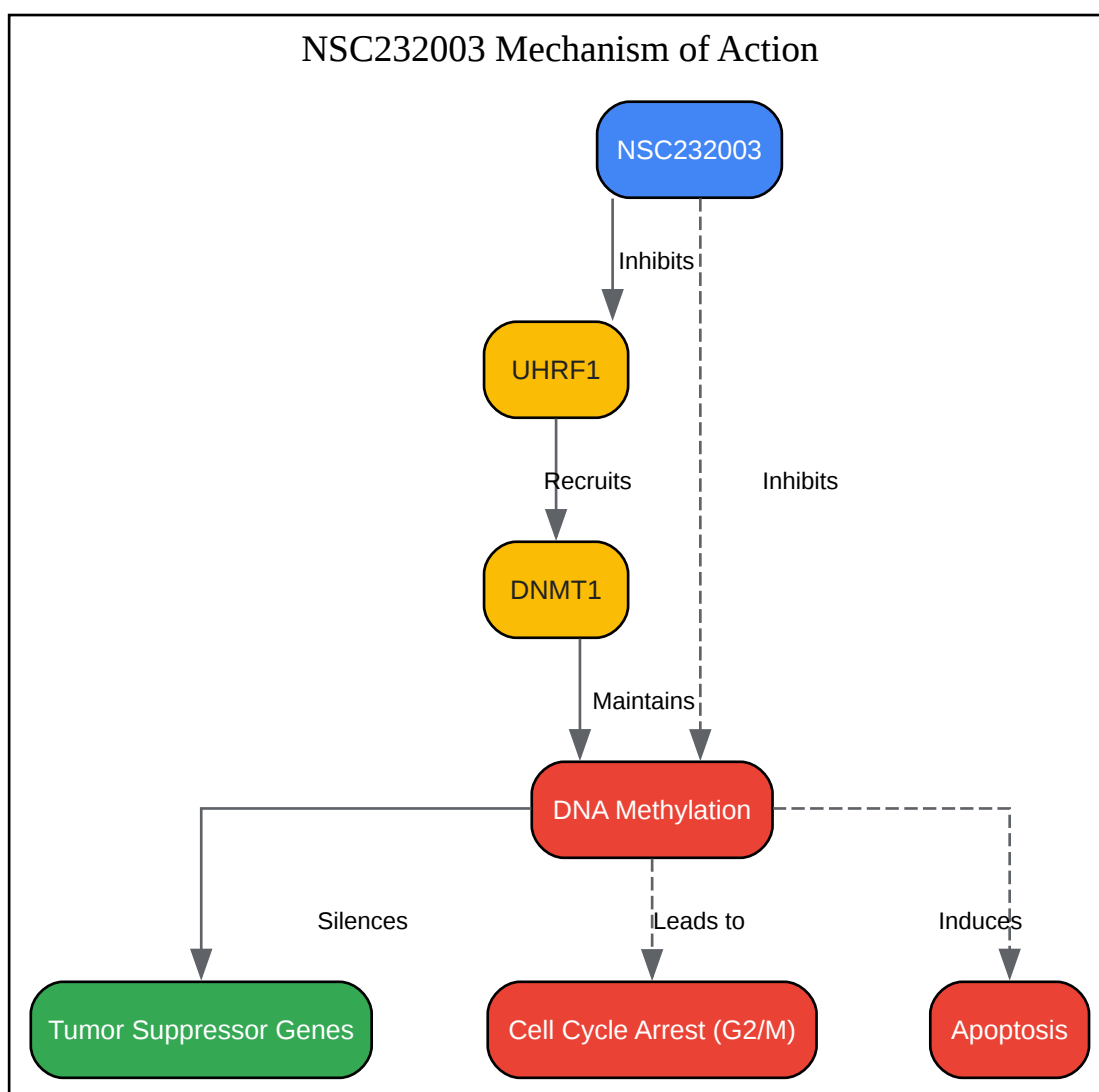 NSC232003 Mechanism of Action
NSC232003
Inhibits
UHRF1
Recruits
Inhibits
DNMT1
Maintains
DNA Methylation
Silences
Leads to
Induces
Tumor Suppressor Genes
Cell Cycle Arrest (G2/M)
Apoptosis